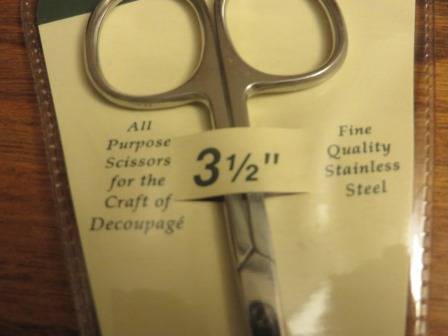 All
Purpose
Scissors
for the
Craft of
Decoupagé
3½"
Fine
Quality
Stainless
Steel